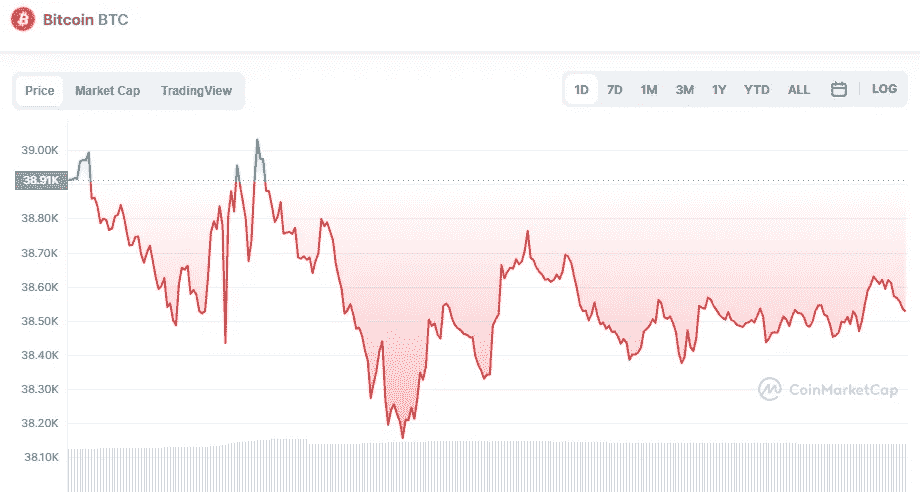 Bitcoin BTC
Price Market Cap TradingView
1D 7D 1M 3M 1Y YTD ALL LOG
39.00K
38.91K
38.80K
38.70K
38.60K
38.50K
38.40K
38.30K
CoinMarketCap
38.20K
38.10K